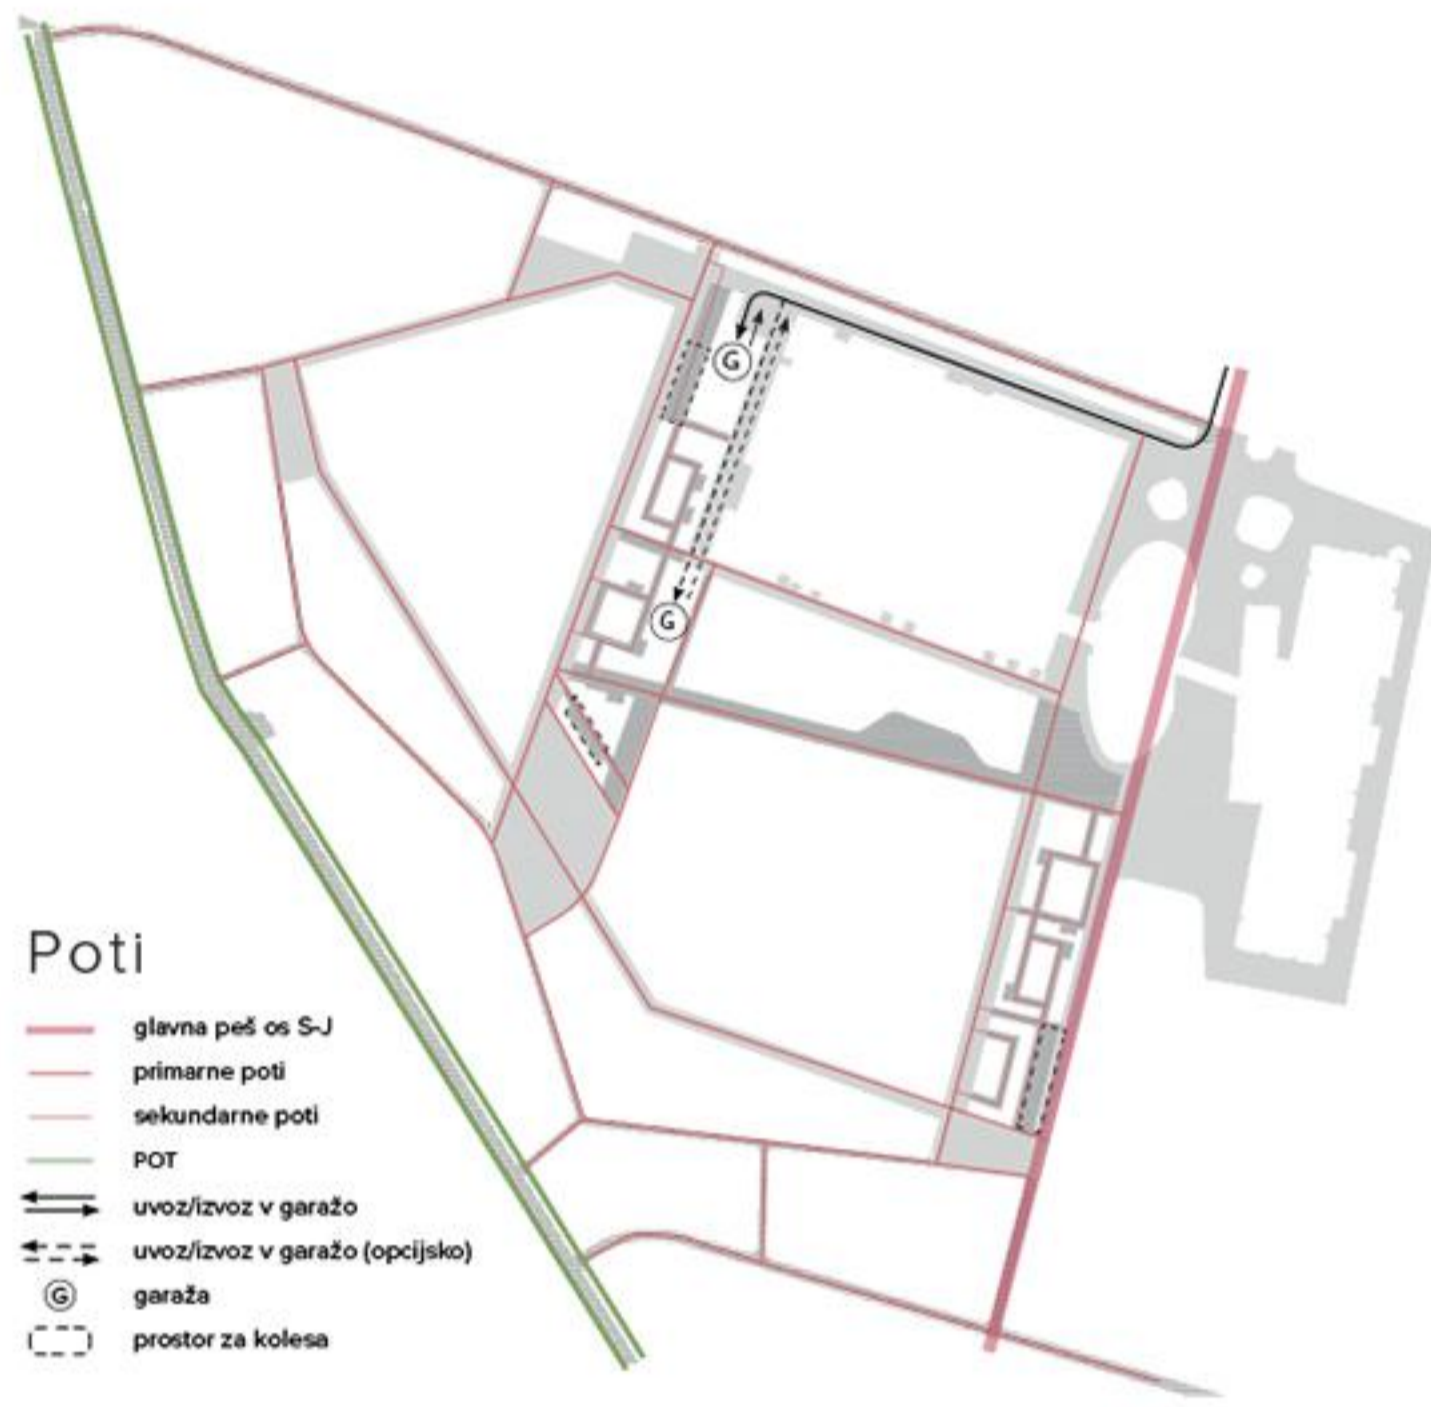 G
G
Poti
glavna peš os S-J
primarne poti
sekundarne poti
POT
uvoz/izvoz v garažo
uvoz/izvoz v garažo (opcijsko)
G garaža
prostor za kolesa